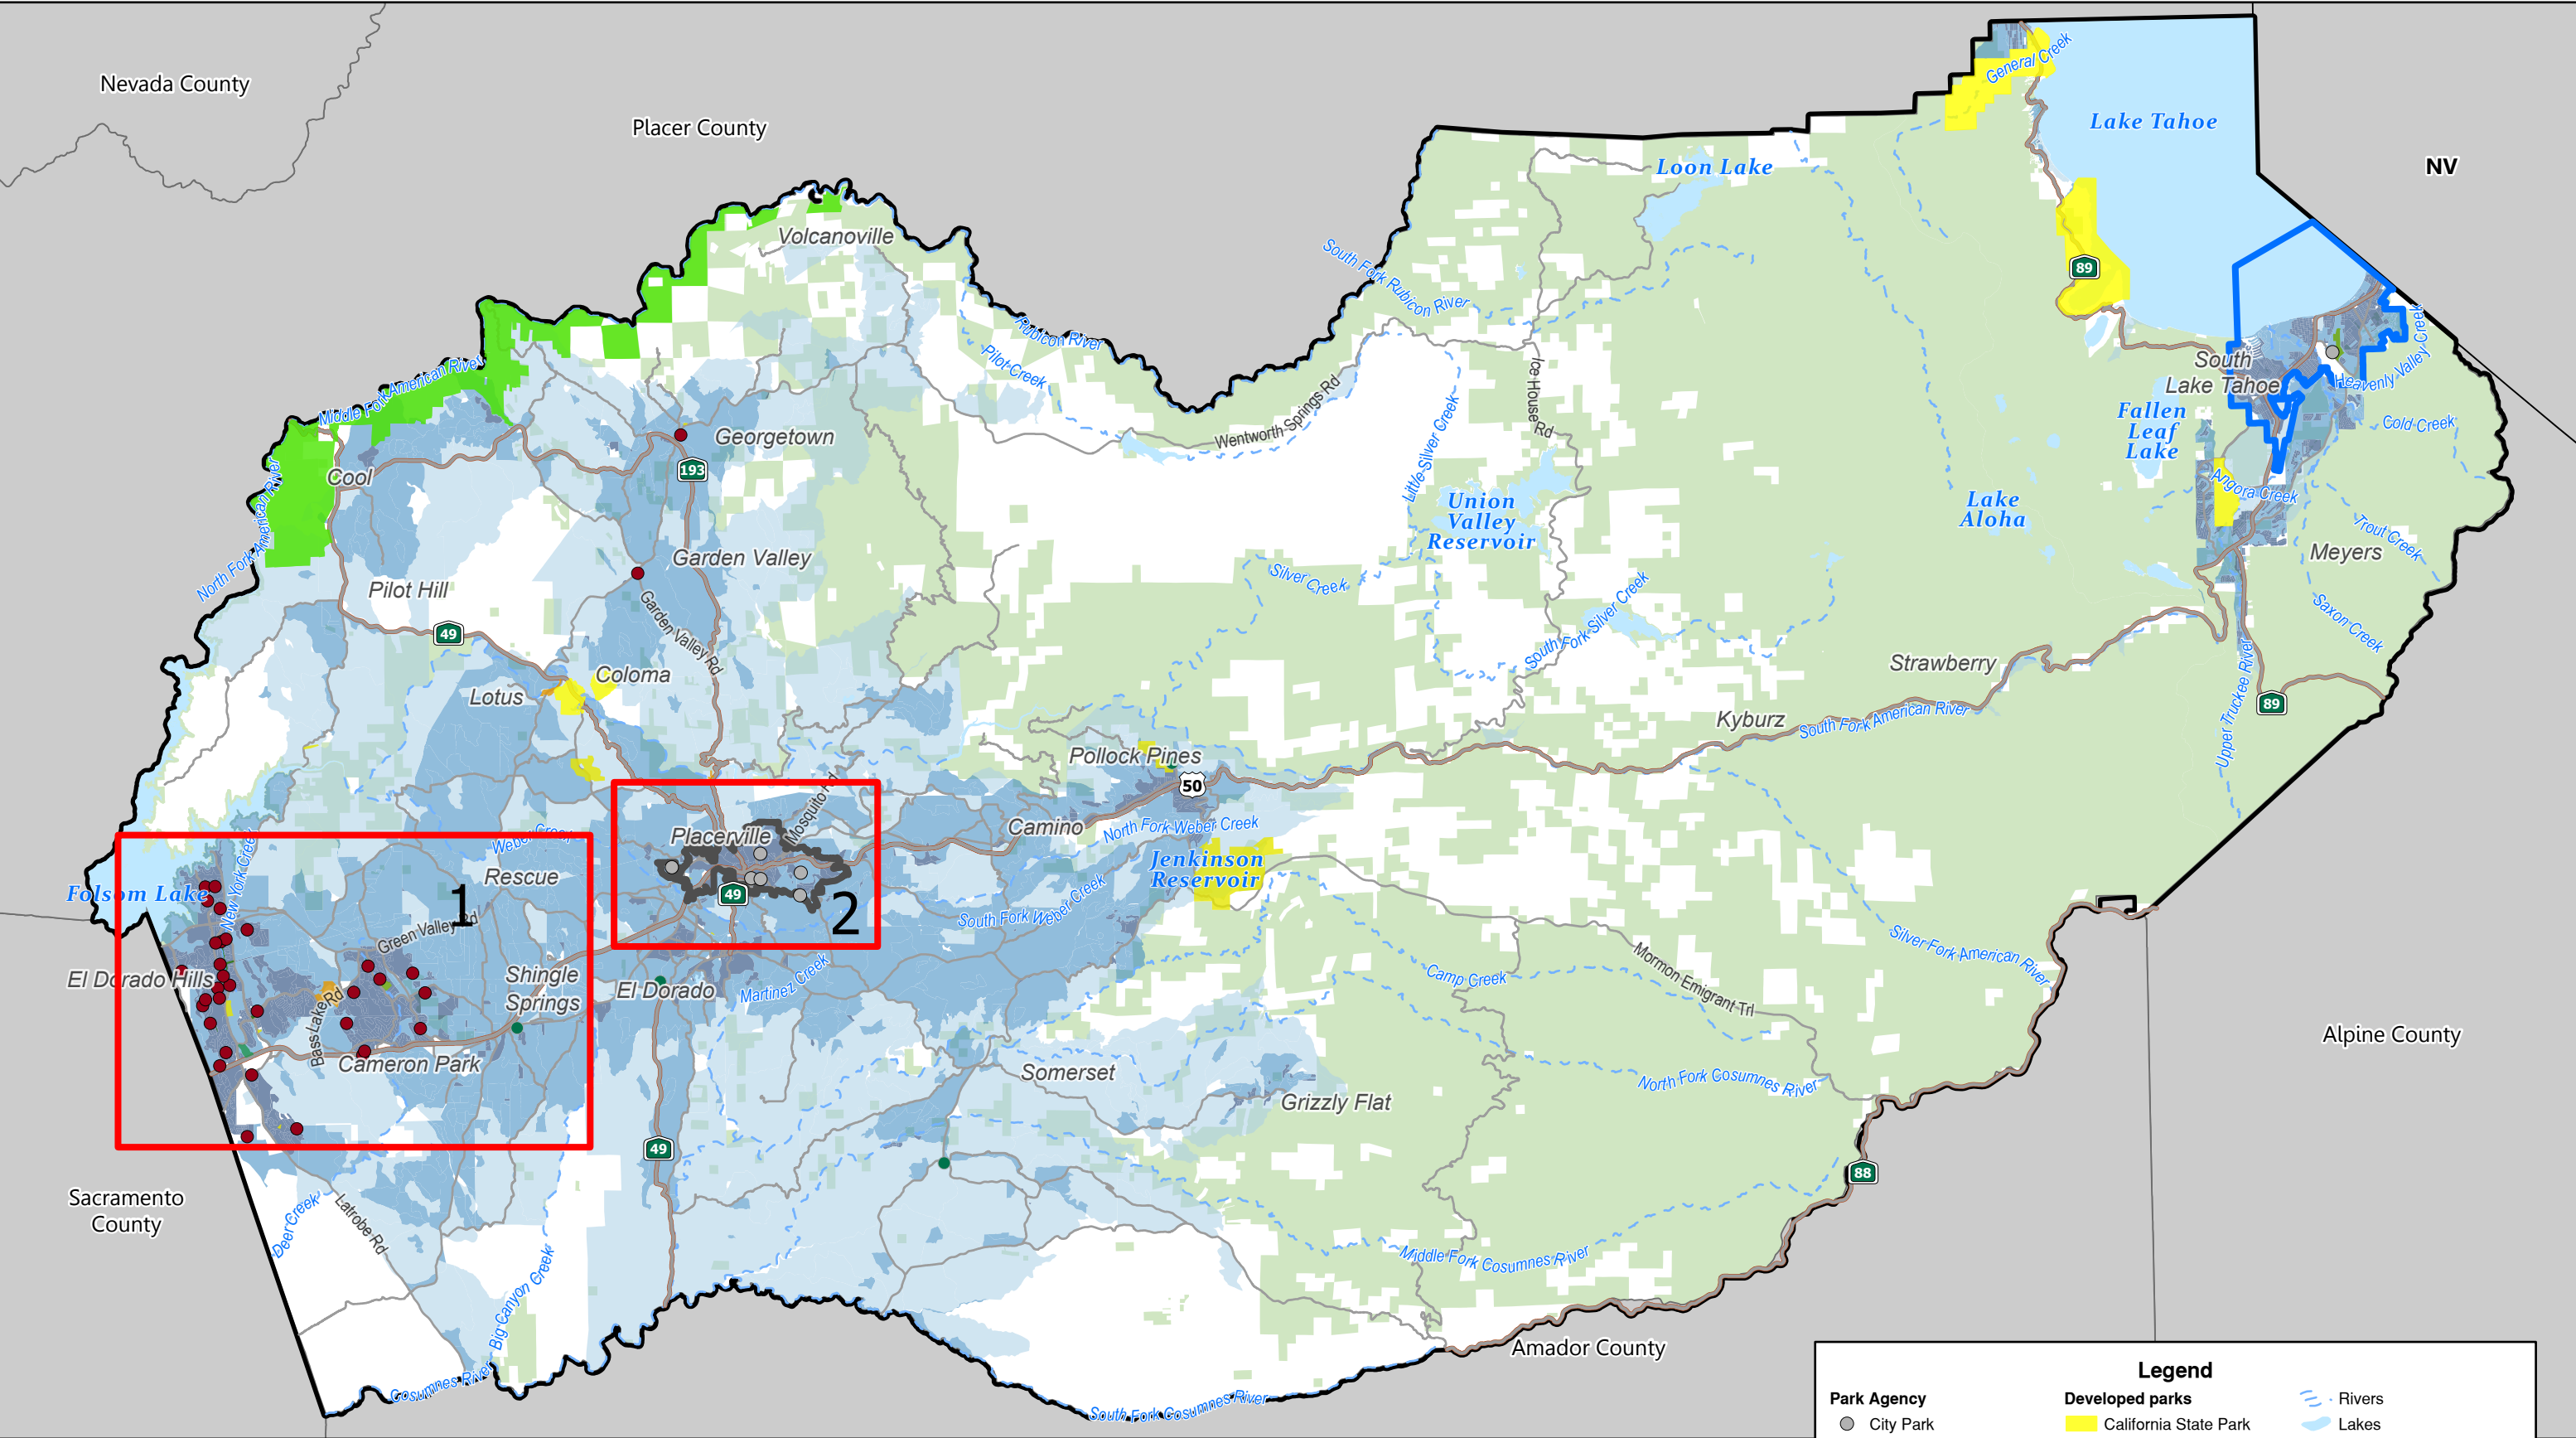 Nevada County
Placer County
NV
General Creek
Lake Tahoe
Loon Lake
Volcanoville
South Fork Rubicon River
Rubicon River
Pilot Creek
89
Middle Fork American River
Wentworth Springs Rd
Ice House Rd
Little Silver Creek
South
Lake Tahoe
Heavenly Valley Creek
Fallen
Leaf
Lake
Cold Creek
Georgetown
193
Cool
North Fork American River
Union
Valley
Reservoir
Lake
Aloha
Angora Creek
Trout Creek
Meyers
Garden Valley
Silver Creek
South Fork Silver Creek
Pilot Hill
Garden Valley Rd
Saxon Creek
49
Coloma
Lotus
Strawberry
Upper Truckee River
89
Kyburz
South Fork American River
Pollock Pines
50
Mosquito Rd
Placerville
Camino
North Fork Weber Creek
Weber Creek
Jenkinson
Reservoir
Rescue
Folsom Lake
New York Creek
1
49
2
South Fork Weber Creek
Green Valley Rd
Silver Fork American River
El Dorado Hills
Shingle
Springs
El Dorado
Martinez Creek
Camp Creek
Mormon Emigrant Trl
Bass Lake Rd
Cameron Park
Somerset
North Fork Cosumnes River
Grizzly Flat
Alpine County
49
88
Sacramento
County
Deer Creek
Latrobe Rd
Big Canyon Creek
Middle Fork Cosumnes River
Cosumnes River
South Fork Cosumnes River
Amador County
Legend
Park Agency
Developed parks
Rivers
City Park
California State Park
Lakes